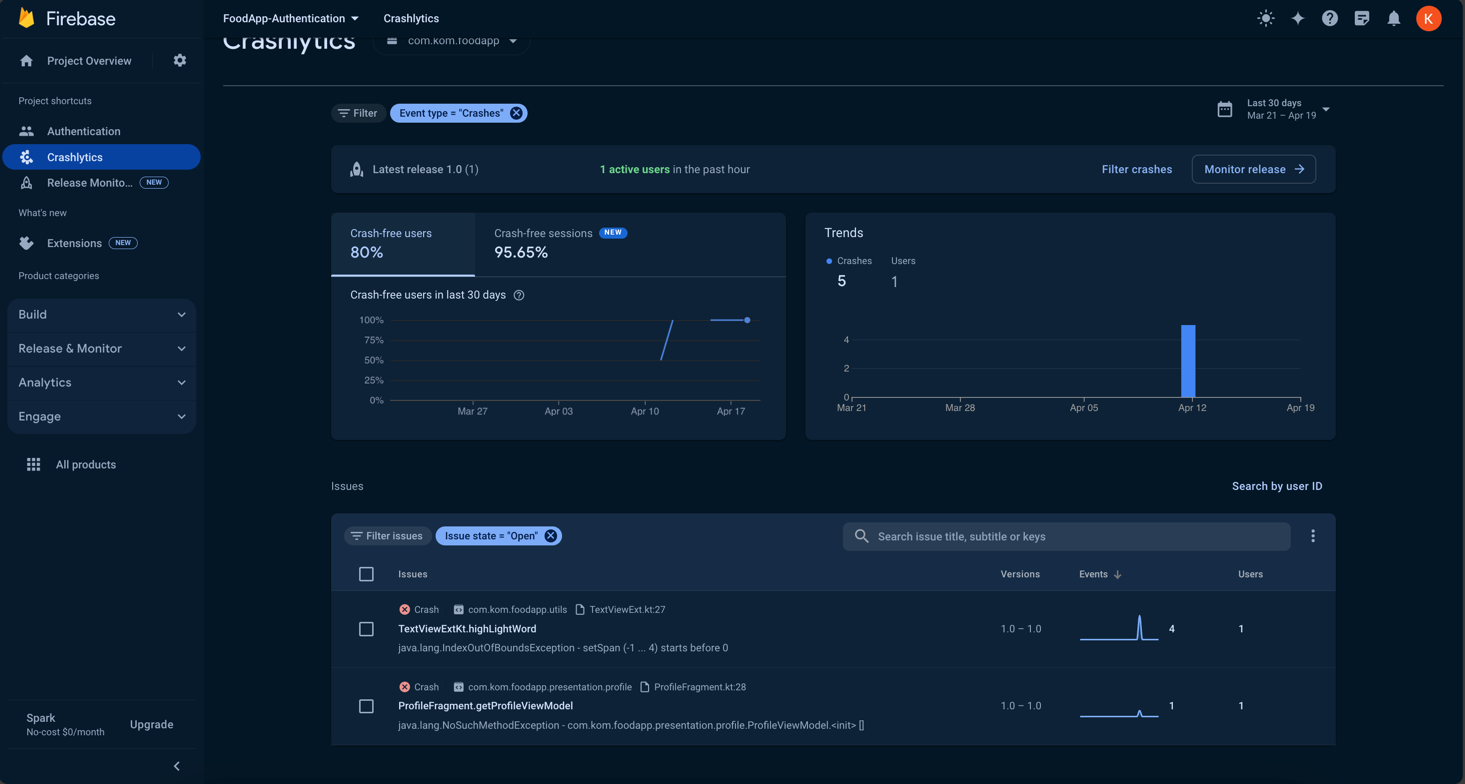 Firebase
FoodApp-Authentication
Crashlytics
K
Project Overview
Project shortcuts
Authentication
Crashlytics
Release Monito... NEW
What's new
Extensions NEW
Product categories
Build
Release & Monitor
Analytics
Engage
All products
Spark
No-cost $0/month
Upgrade
Crashlytics
com.kom.foodapp
Filter
Event type = "Crashes"
Last 30 days
Mar 21 – Apr 19
Latest release 1.0 (1)
1 active users in the past hour
Filter crashes
Monitor release
Crash-free users
80%
Crash-free sessions NEW
95.65%
Crash-free users in last 30 days
100%
75%
50%
25%
0%
Mar 27 Apr 03 Apr 10 Apr 17
Trends
Crashes Users
5 1
4
2
0
Mar 21 Mar 28 Apr 05 Apr 12 Apr 19
Issues
Search by user ID
Filter issues
Issue state = "Open"
Search issue title, subtitle or keys
Issues Versions Events Users
Crash com.kom.foodapp.utils TextViewExt.kt:27
TextViewExtKt.highLightWord 1.0 – 1.0 4 1
java.lang.IndexOutOfBoundsException - setSpan (-1 ... 4) starts before 0
Crash com.kom.foodapp.presentation.profile ProfileFragment.kt:28
ProfileFragment.getProfileViewModel 1.0 – 1.0 1 1
java.lang.NoSuchMethodException - com.kom.foodapp.presentation.profile.ProfileViewModel.<init> []